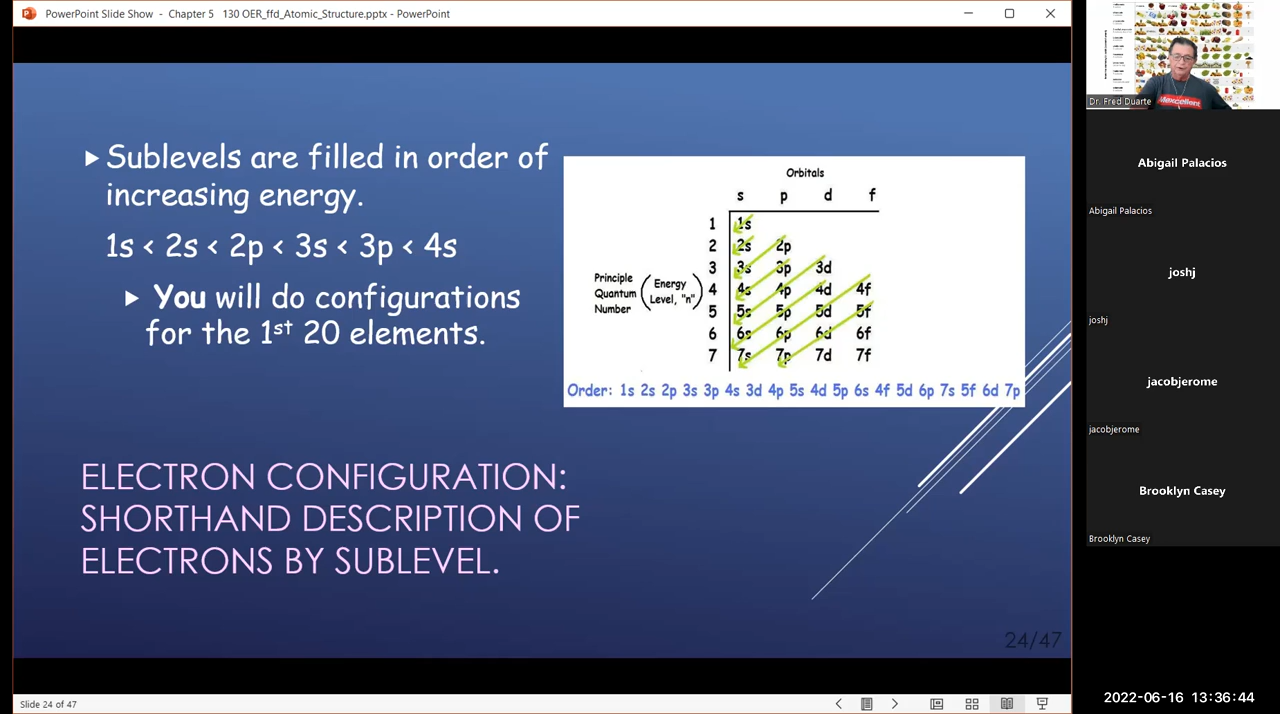 PowerPoint Slide Show - Chapter 5 130 OER_ffd_Atomic_Structure.pptx - PowerPoint
▶ Sublevels are filled in order of
increasing energy.
1s < 2s < 2p < 3s < 3p < 4s
▶ You will do configurations
for the 1st 20 elements.
Orbitals
s p d f
1 1s
2 2s 2p
3 3s 3p 3d
4 4s 4p 4d 4f
5 5s 5p 5d 5f
6 6s 6p 6d 6f
7 7s 7p 7d 7f
Principle
Quantum
Number
Energy
Level, "n"
Order: 1s 2s 2p 3s 3p 4s 3d 4p 5s 4d 5p 6s 4f 5d 6p 7s 5f 6d 7p
ELECTRON CONFIGURATION:
SHORTHAND DESCRIPTION OF
ELECTRONS BY SUBLEVEL.
24/47
Slide 24 of 47
Mexcellent
Dr. Fred Duarte
Abigail Palacios
Abigail Palacios
joshj
joshj
jacobjerome
jacobjerome
Brooklyn Casey
Brooklyn Casey
2022-06-16 13:36:44